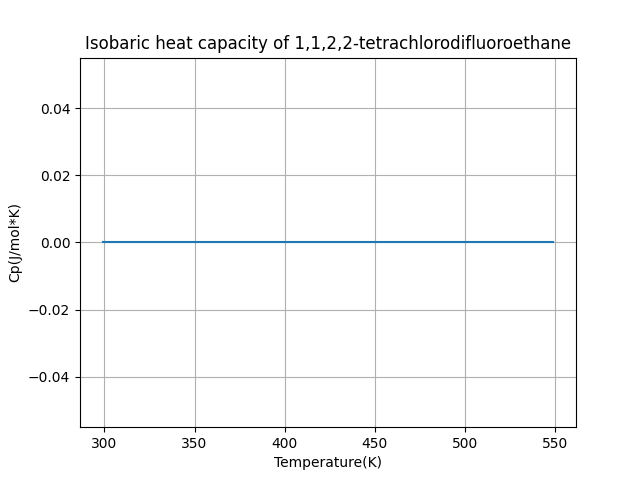 Isobaric heat capacity of 1,1,2,2-tetrachlorodifluoroethane
0.04
0.02
0.00
−0.02
−0.04
Cp(J/mol*K)
300 350 400 450 500 550
Temperature(K)